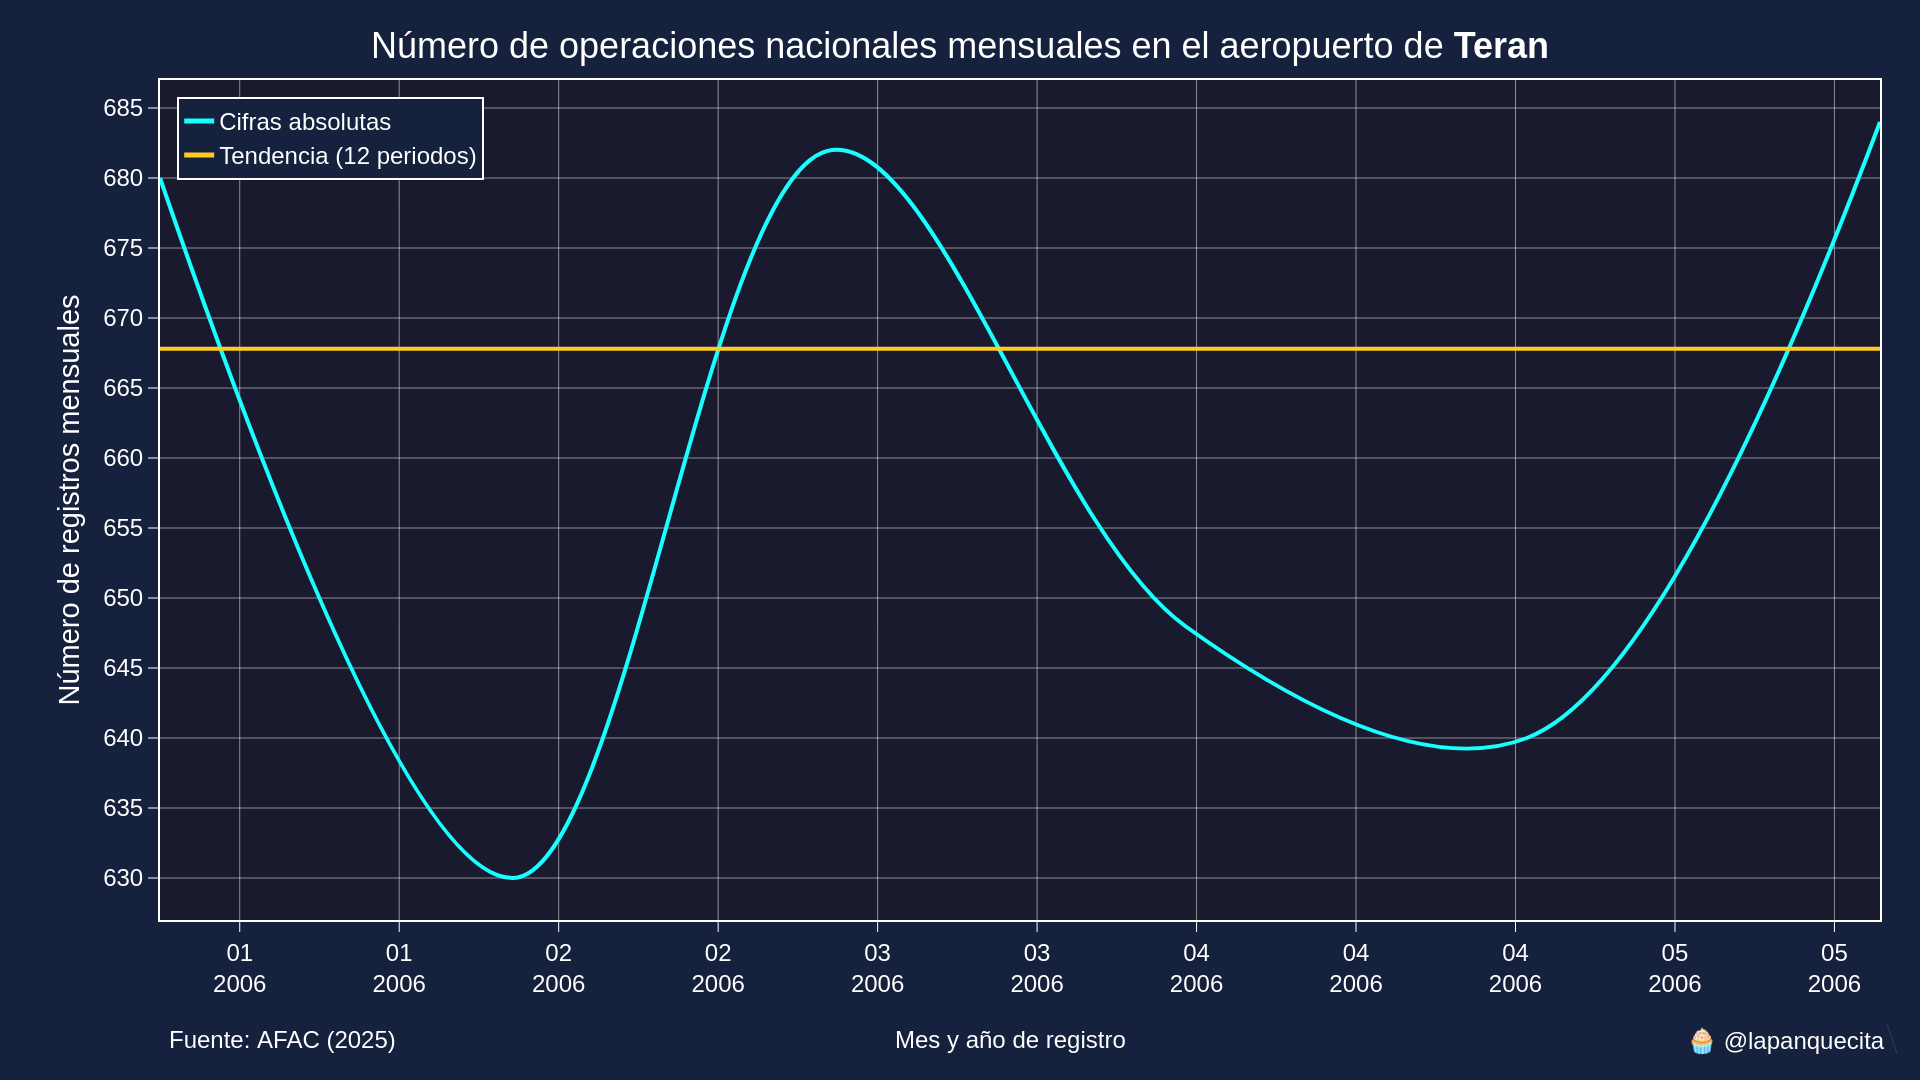 Número de operaciones nacionales mensuales en el aeropuerto de Teran
Cifras absolutas
Tendencia (12 periodos)
Número de registros mensuales
685
680
675
670
665
660
655
650
645
640
635
630
01 01 02 02 03 03 04 04 04 05 05
2006 2006 2006 2006 2006 2006 2006 2006 2006 2006 2006
Fuente: AFAC (2025) Mes y año de registro 🧁 @lapanquecita